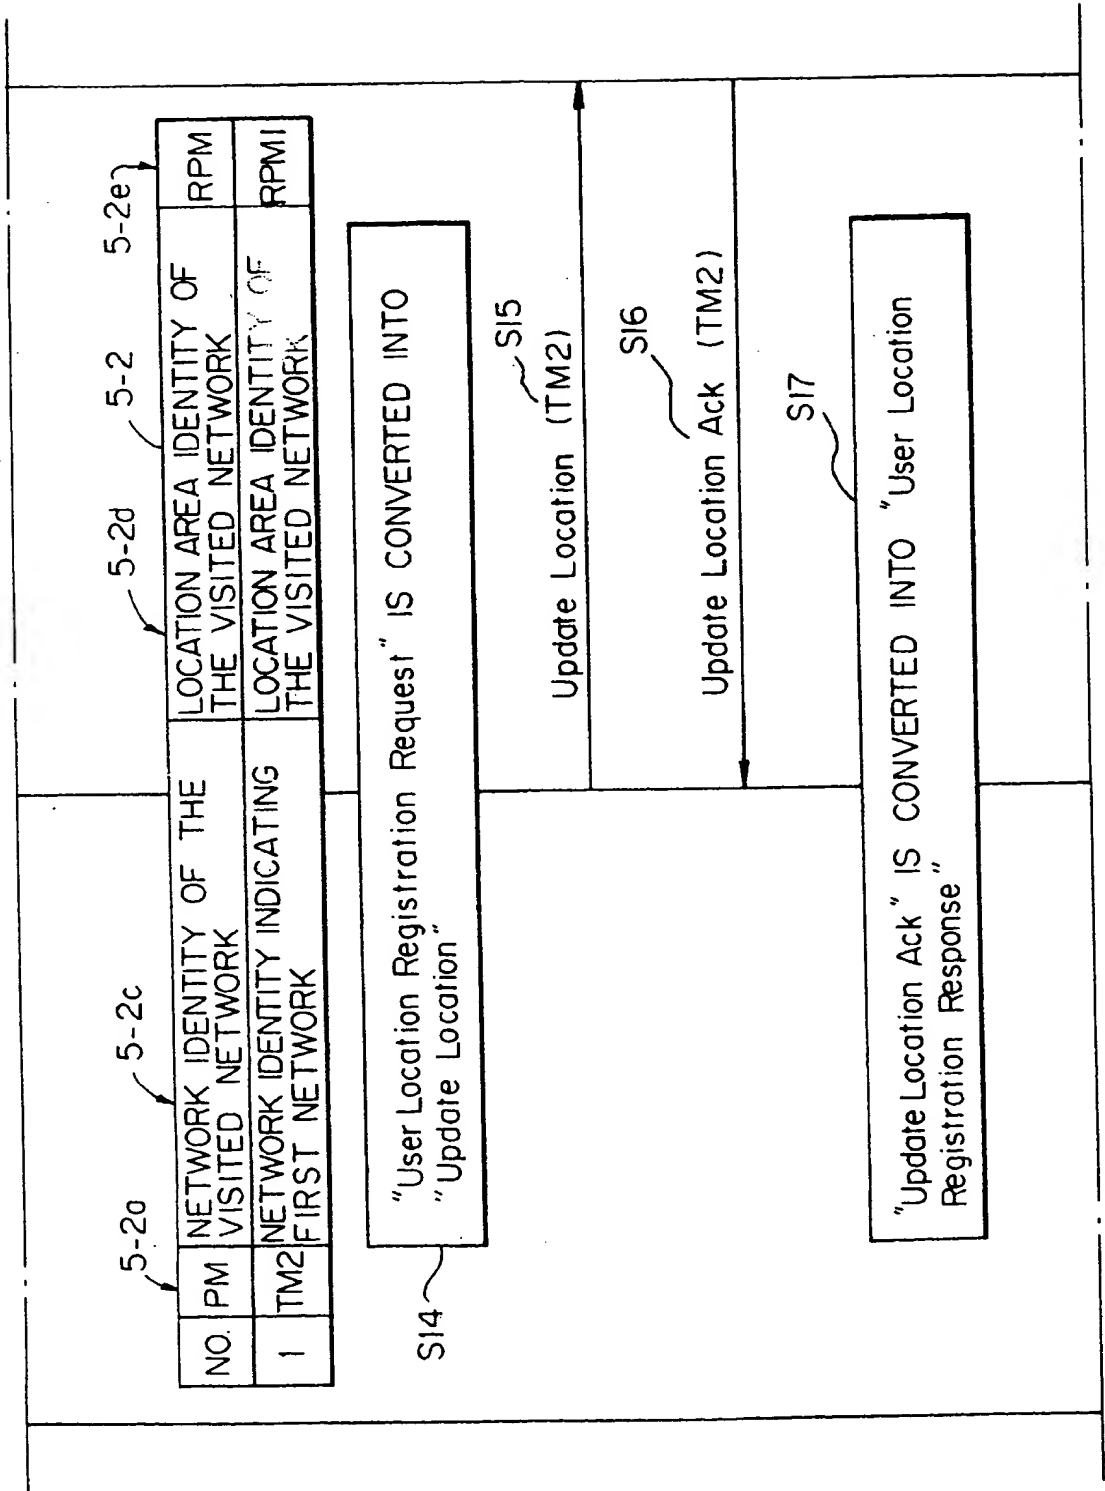 5-2a
5-2c
5-2d
5-2
5-2e
NO. PM NETWORK IDENTITY OF THE VISITED NETWORK LOCATION AREA IDENTITY OF THE VISITED NETWORK RPM
1 TM2 NETWORK IDENTITY INDICATING FIRST NETWORK LOCATION AREA IDENTITY OF THE VISITED NETWORK RPM1
S14
"User Location Registration Request" IS CONVERTED INTO
"Update Location"
S15
Update Location (TM2)
S16
Update Location Ack (TM2)
S17
"Update Location Ack" IS CONVERTED INTO "User Location
Registration Response"